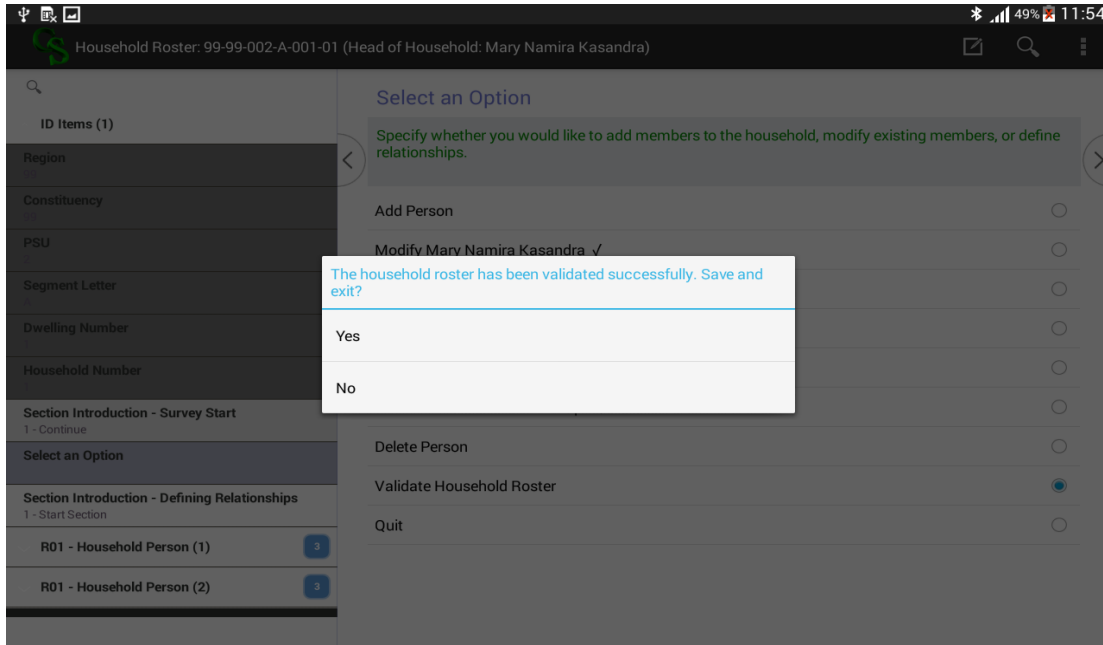 49% 11:54
CS Household Roster: 99-99-002-A-001-01 (Head of Household: Mary Namira Kasandra)
ID Items (1)
Region
99
Constituency
PSU
Segment Letter
Dwelling Number
Household Number
Section Introduction - Survey Start
1 - Continue
Select an Option
Section Introduction - Defining Relationships
1 - Start Section
R01 - Household Person (1) 3
R01 - Household Person (2) 3
Select an Option
Specify whether you would like to add members to the household, modify existing members, or define
relationships.
Add Person
Modify Mary Namira Kasandra ✓
Delete Person
Validate Household Roster
Quit
The household roster has been validated successfully. Save and
exit?
Yes
No